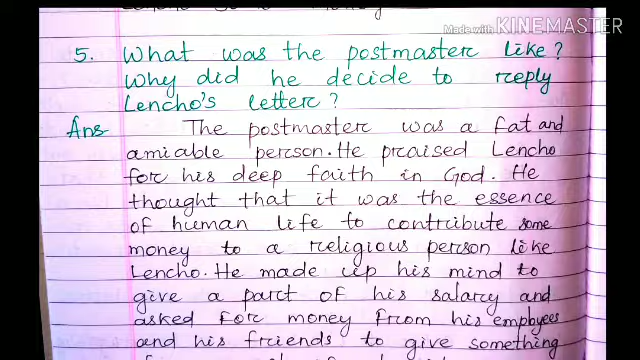 Made with KINEMASTER
5. What was the postmaster like?
Why did he decide to reply
Lencho's letter?
Ans The postmaster was a fat and
amiable person. He praised Lencho
for his deep faith in God. He
thought that it was the essence
of human life to contribute some
money to a religious person like
Lencho. He made up his mind to
give a part of his salary and
asked for money from his employees
and his friends to give something